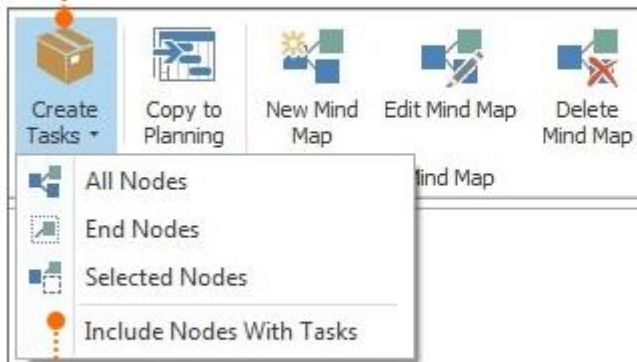 Create
Tasks
Copy to
Planning
New Mind
Map
Edit Mind Map
Delete
Mind Map
Mind Map
All Nodes
End Nodes
Selected Nodes
Include Nodes With Tasks